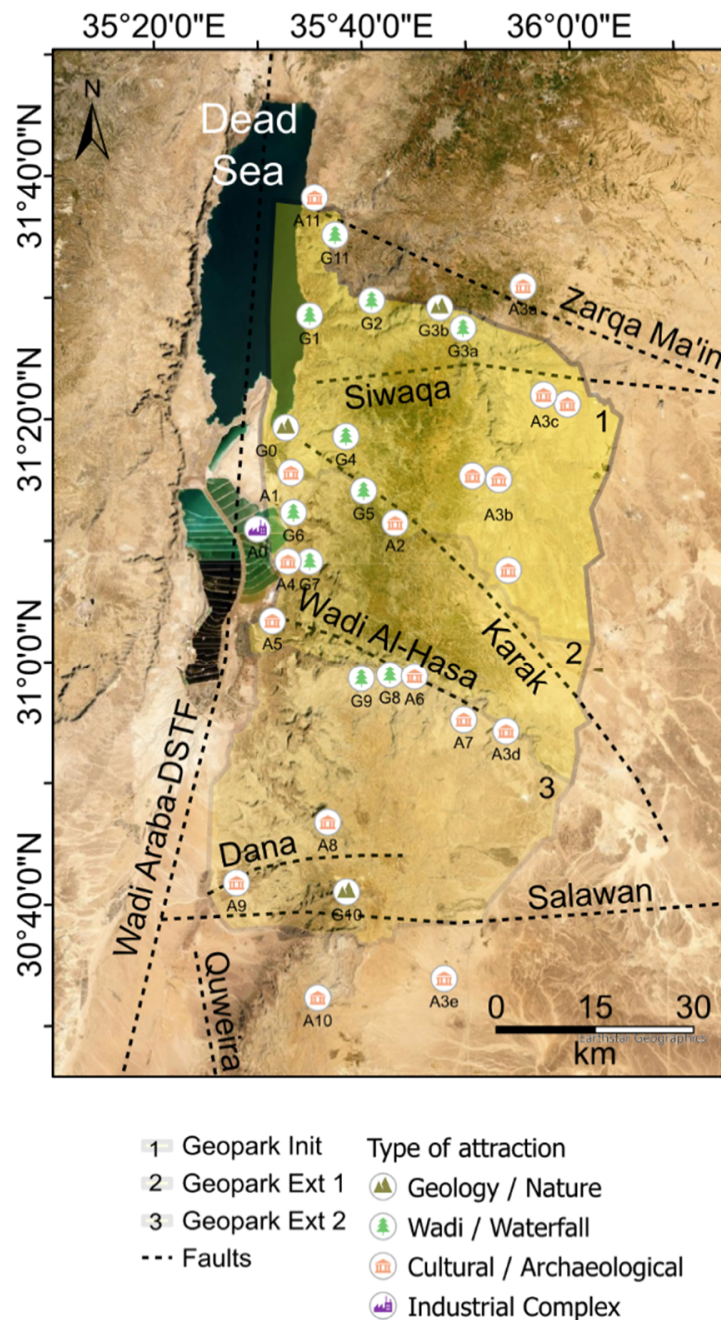 35°20'0"E 35°40'0"E 36°0'0"E
31°40'0"N
31°20'0"N
31°0'0"N
30°40'0"N
N
Dead
Sea
A11
G11
A3a
Zarqa Ma'in
G2
G3b
G1
G3a
Siwaqa
A3c
1
G0
G4
A1
A3b
G5
G6
A2
A0
A4
G7
Wadi Al-Hasa
A5
Karak
2
G9
G8
A6
A7
A3d
Wadi Araba-DSTF
3
A8
Dana
A9
G10
Salawan
Quweira
A3e
A10
0 15 30
Earthstar Geographics
km
1 Geopark Init
2 Geopark Ext 1
3 Geopark Ext 2
Faults
Type of attraction
Geology / Nature
Wadi / Waterfall
Cultural / Archaeological
Industrial Complex